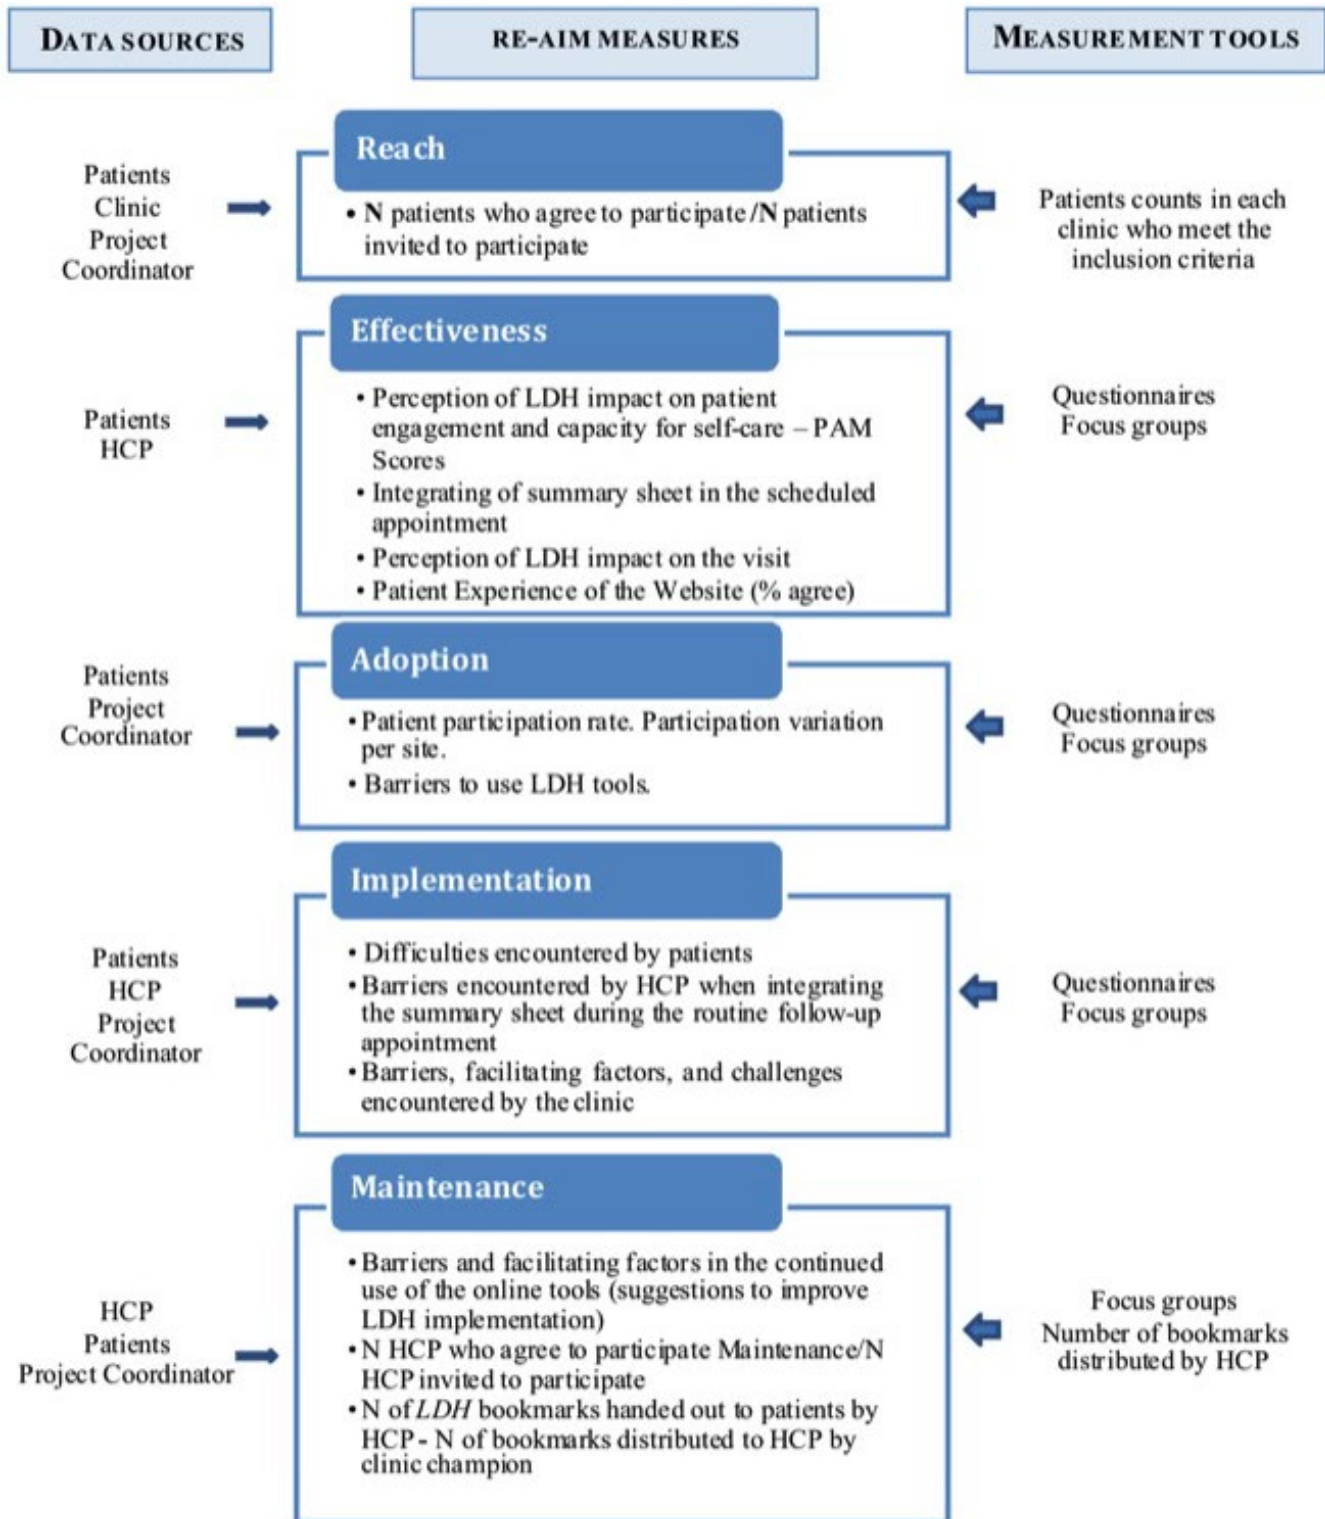 DATA SOURCES
RE-AIM MEASURES
MEASUREMENT TOOLS
Patients
Clinic
Project
Coordinator
Reach
• N patients who agree to participate/N patients
invited to participate
Patients counts in each
clinic who meet the
inclusion criteria
Patients
HCP
Effectiveness
• Perception of LDH impact on patient
engagement and capacity for self-care – PAM
Scores
• Integrating of summary sheet in the scheduled
appointment
• Perception of LDH impact on the visit
• Patient Experience of the Website (% agree)
Questionnaires
Focus groups
Patients
Project
Coordinator
Adoption
• Patient participation rate. Participation variation
per site.
• Barriers to use LDH tools.
Questionnaires
Focus groups
Patients
HCP
Project
Coordinator
Implementation
• Difficulties encountered by patients
• Barriers encountered by HCP when integrating
the summary sheet during the routine follow-up
appointment
• Barriers, facilitating factors, and challenges
encountered by the clinic
Questionnaires
Focus groups
HCP
Patients
Project Coordinator
Maintenance
• Barriers and facilitating factors in the continued
use of the online tools (suggestions to improve
LDH implementation)
• N HCP who agree to participate Maintenance/N
HCP invited to participate
• N of LDH bookmarks handed out to patients by
HCP - N of bookmarks distributed to HCP by
clinic champion
Focus groups
Number of bookmarks
distributed by HCP